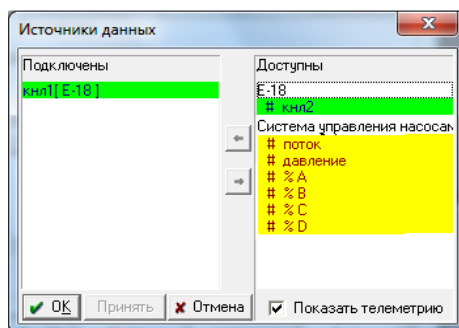 Источники данных
Подключены
кнл1[ E-18 ]
Доступны
E-18
# кнл2
Система управления насосам
# поток
# давление
# % A
# % B
# % C
# % D
OK Принять Отмена
Показать телеметрию